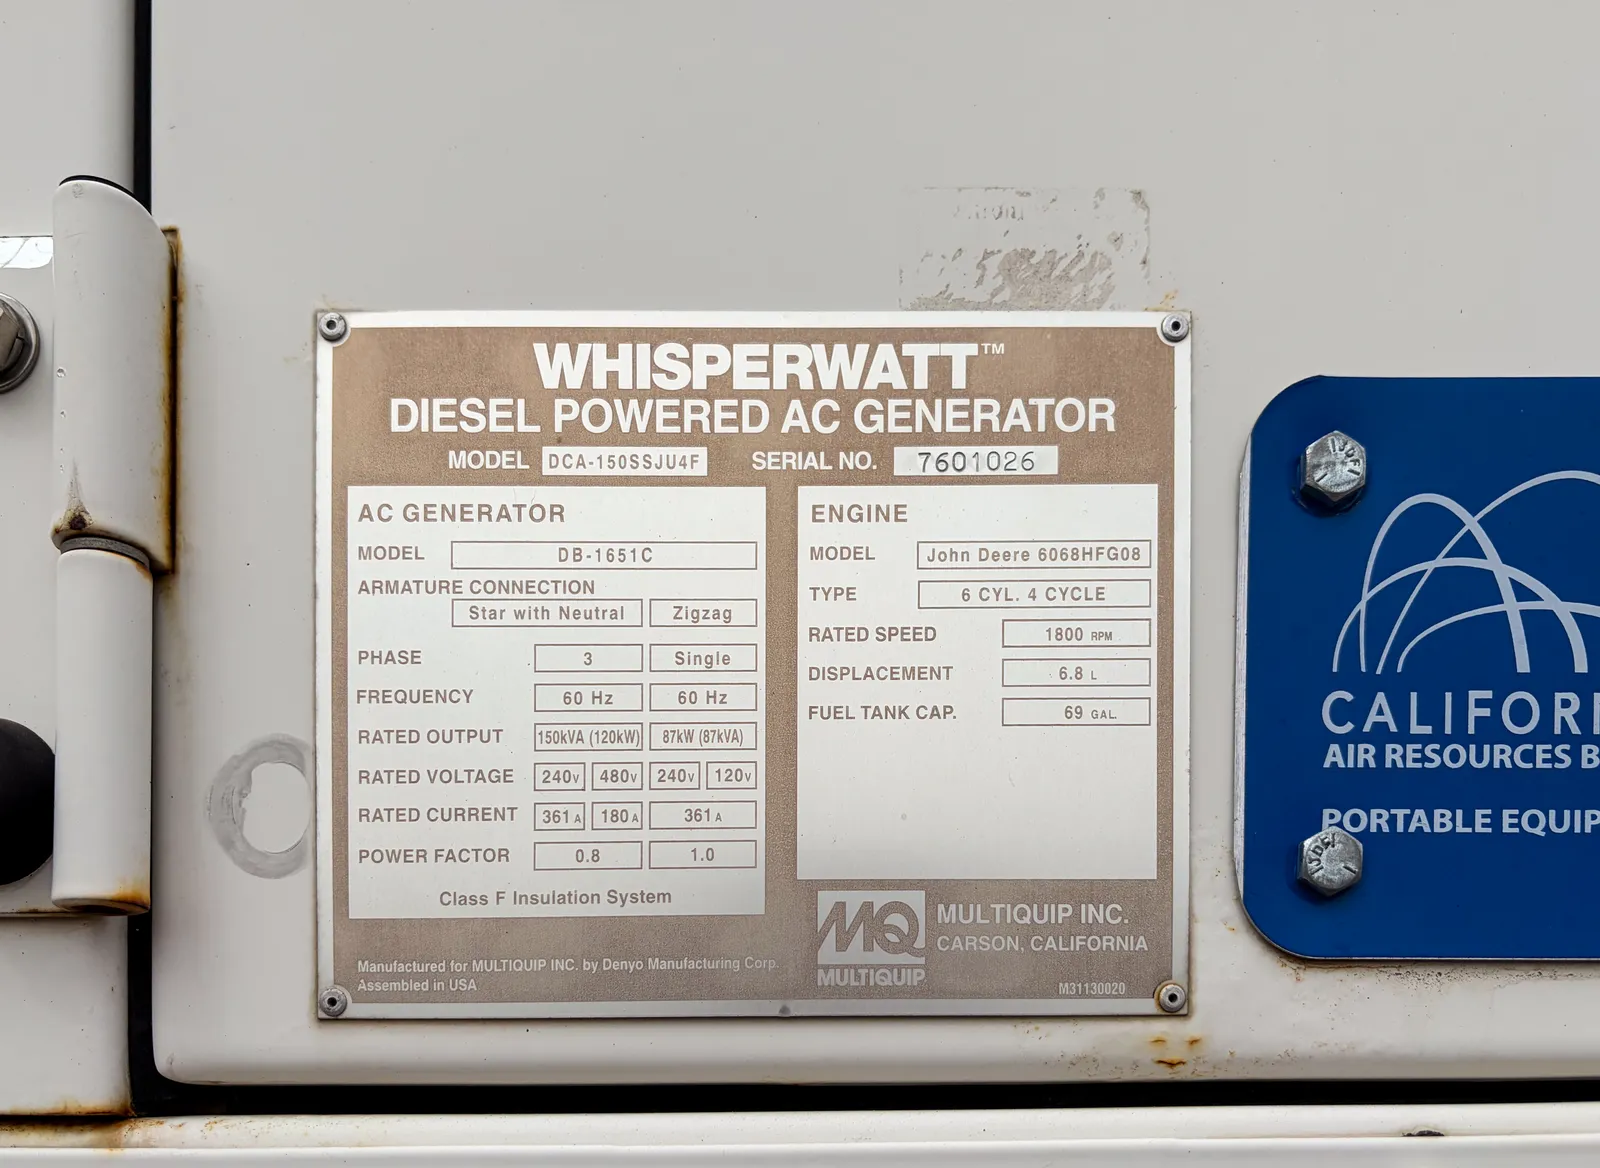 WHISPERWATT™
DIESEL POWERED AC GENERATOR
MODEL DCA-150SSJU4F SERIAL NO. 7601026
AC GENERATOR
MODEL DB-1651C
ARMATURE CONNECTION
Star with Neutral Zigzag
PHASE 3 Single
FREQUENCY 60 Hz 60 Hz
RATED OUTPUT 150kVA (120kW) 87kW (87kVA)
RATED VOLTAGE 240V 480V 240V 120V
RATED CURRENT 361 A 180 A 361 A
POWER FACTOR 0.8 1.0
Class F Insulation System
Manufactured for MULTIQUIP INC. by Denyo Manufacturing Corp.
Assembled in USA
ENGINE
MODEL John Deere 6068HFG08
TYPE 6 CYL. 4 CYCLE
RATED SPEED 1800 RPM
DISPLACEMENT 6.8 L
FUEL TANK CAP. 69 GAL.
MQ
MULTIQUIP
MULTIQUIP INC.
CARSON, CALIFORNIA
M31130020
CALIFOR
AIR RESOURCES B
PORTABLE EQUIP